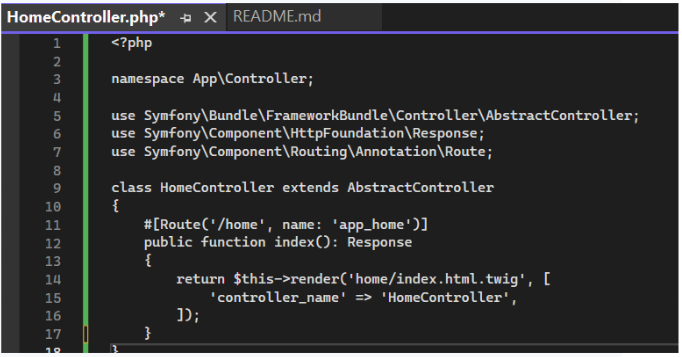 HomeController.php* README.md
1 <?php
2
3 namespace App\Controller;
4
5 use Symfony\Bundle\FrameworkBundle\Controller\AbstractController;
6 use Symfony\Component\HttpFoundation\Response;
7 use Symfony\Component\Routing\Annotation\Route;
8
9 class HomeController extends AbstractController
10 {
11 #[Route('/home', name: 'app_home')]
12 public function index(): Response
13 {
14 return $this->render('home/index.html.twig', [
15 'controller_name' => 'HomeController',
16 ]);
17 }
18 }